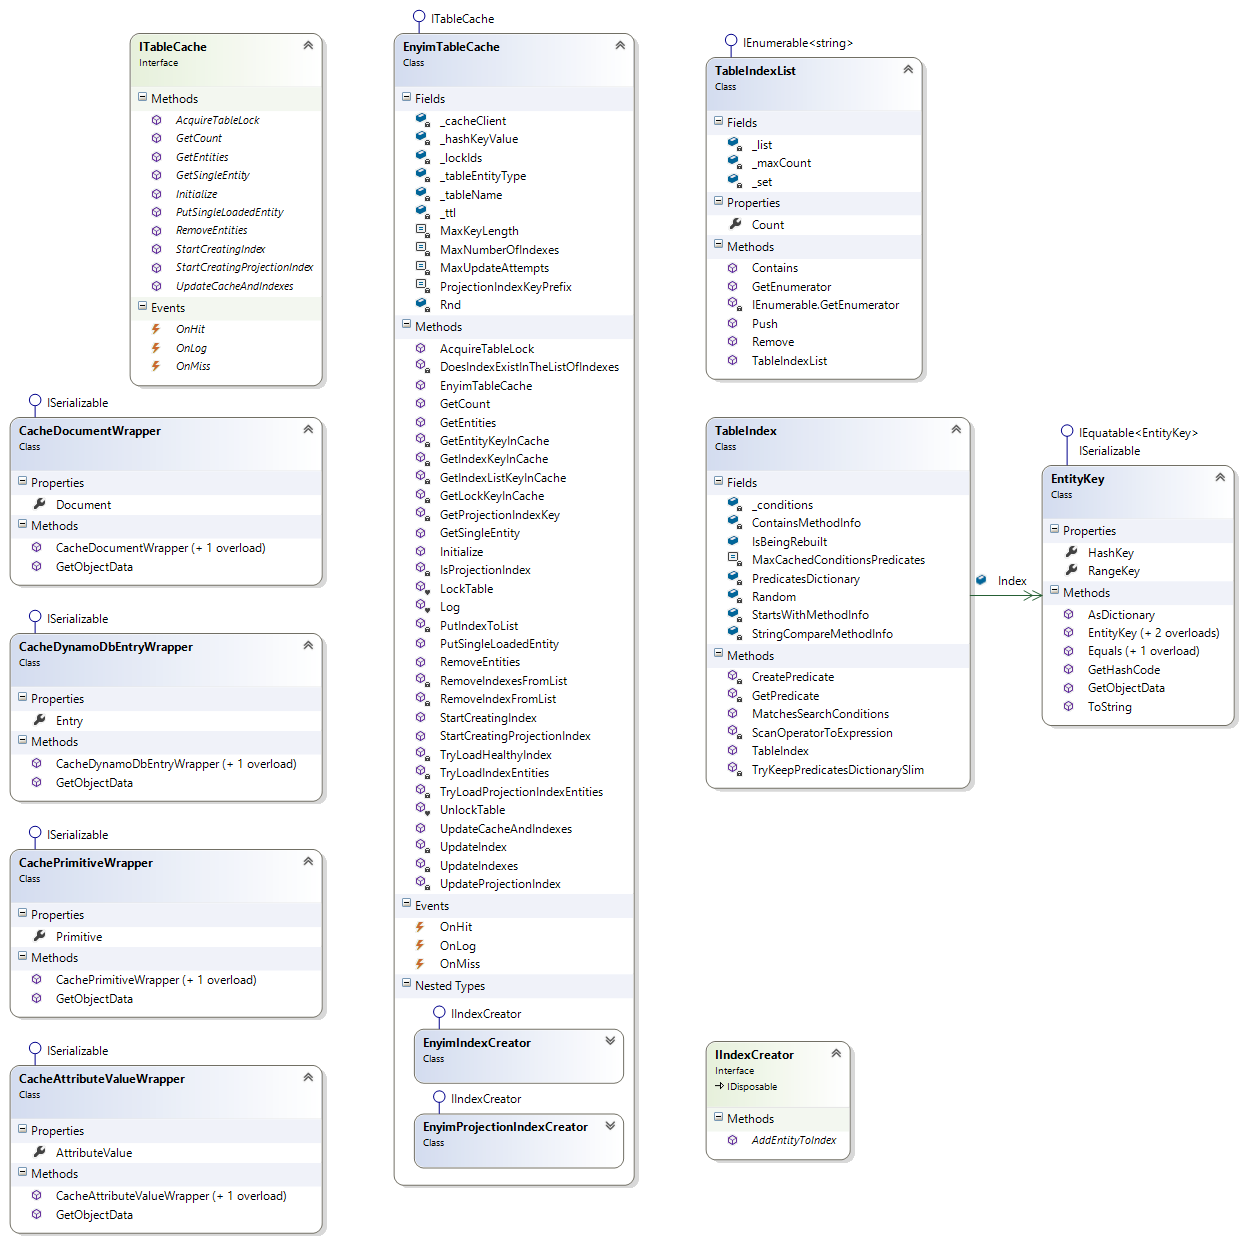 ITableCache
Interface
Methods
AcquireTableLock
GetCount
GetEntities
GetSingleEntity
Initialize
PutSingleLoadedEntity
RemoveEntities
StartCreatingIndex
StartCreatingProjectionIndex
UpdateCacheAndIndexes
Events
OnHit
OnLog
OnMiss
ISerializable
CacheDocumentWrapper
Class
Properties
Document
Methods
CacheDocumentWrapper (+ 1 overload)
GetObjectData
ISerializable
CacheDynamoDbEntryWrapper
Class
Properties
Entry
Methods
CacheDynamoDbEntryWrapper (+ 1 overload)
GetObjectData
ISerializable
CachePrimitiveWrapper
Class
Properties
Primitive
Methods
CachePrimitiveWrapper (+ 1 overload)
GetObjectData
ISerializable
CacheAttributeValueWrapper
Class
Properties
AttributeValue
Methods
CacheAttributeValueWrapper (+ 1 overload)
GetObjectData
ITableCache
EnyimTableCache
Class
Fields
_cacheClient
_hashKeyValue
_lockIds
_tableEntityType
_tableName
_ttl
MaxKeyLength
MaxNumberOfIndexes
MaxUpdateAttempts
ProjectionIndexKeyPrefix
Rnd
Methods
AcquireTableLock
DoesIndexExistInTheListOfIndexes
EnyimTableCache
GetCount
GetEntities
GetEntityKeyInCache
GetIndexKeyInCache
GetIndexListKeyInCache
GetLockKeyInCache
GetProjectionIndexKey
GetSingleEntity
Initialize
IsProjectionIndex
LockTable
Log
PutIndexToList
PutSingleLoadedEntity
RemoveEntities
RemoveIndexesFromList
RemoveIndexFromList
StartCreatingIndex
StartCreatingProjectionIndex
TryLoadHealthyIndex
TryLoadIndexEntities
TryLoadProjectionIndexEntities
UnlockTable
UpdateCacheAndIndexes
UpdateIndex
UpdateIndexes
UpdateProjectionIndex
Events
OnHit
OnLog
OnMiss
Nested Types
IIndexCreator
EnyimIndexCreator
Class
IIndexCreator
EnyimProjectionIndexCreator
Class
IEnumerable<string>
TableIndexList
Class
Fields
_list
_maxCount
_set
Properties
Count
Methods
Contains
GetEnumerator
IEnumerable.GetEnumerator
Push
Remove
TableIndexList
TableIndex
Class
Fields
_conditions
ContainsMethodInfo
IsBeingRebuilt
MaxCachedConditionsPredicates
PredicatesDictionary
Random
StartsWithMethodInfo
StringCompareMethodInfo
Methods
CreatePredicate
GetPredicate
MatchesSearchConditions
ScanOperatorToExpression
TableIndex
TryKeepPredicatesDictionarySlim
Index
IEquatable<EntityKey>
ISerializable
EntityKey
Class
Properties
HashKey
RangeKey
Methods
AsDictionary
EntityKey (+ 2 overloads)
Equals (+ 1 overload)
GetHashCode
GetObjectData
ToString
IIndexCreator
Interface
IDisposable
Methods
AddEntityToIndex